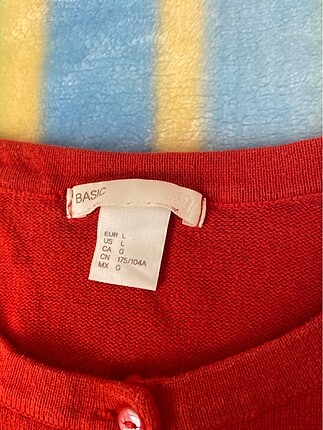 BASIC
EUR L
US L
CA G
CN 175/104A
MX G